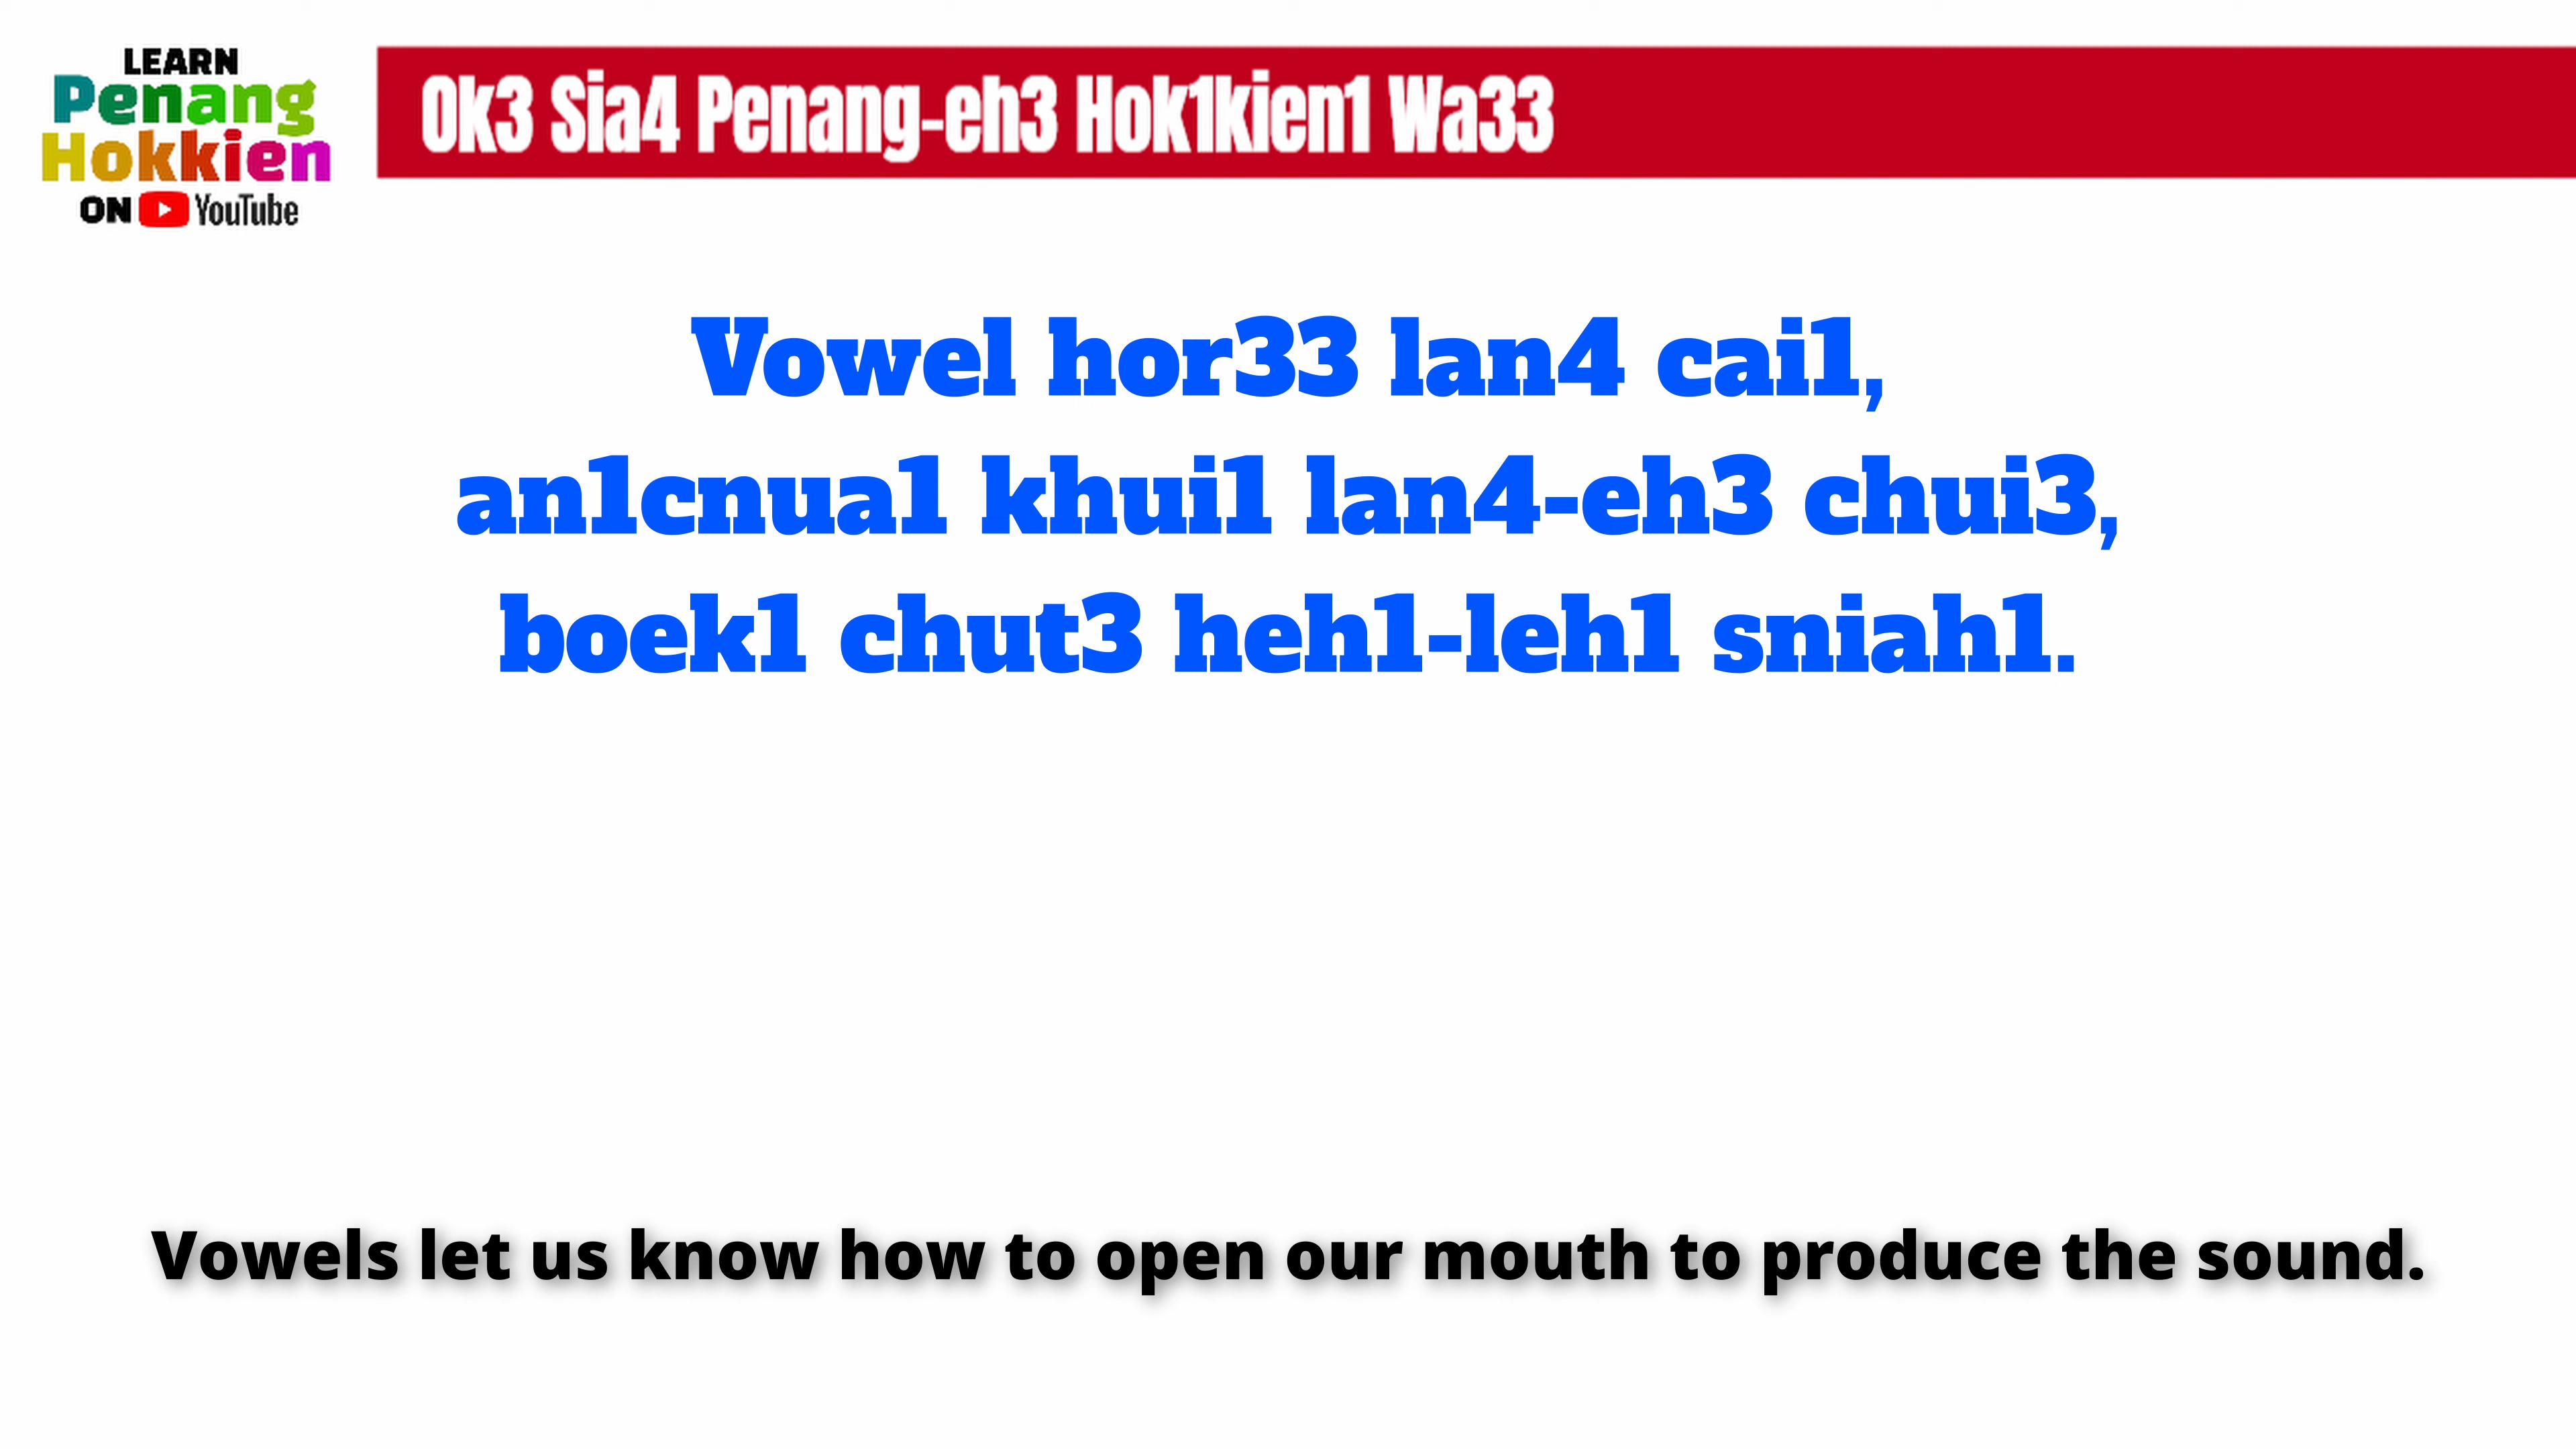 LEARN
Penang
Hokkien
ON YouTube
Ok3 Sia4 Penang-eh3 Hok1kien1 Wa33
Vowel hor33 lan4 cai1,
an1cnua1 khui1 lan4-eh3 chui3,
boek1 chut3 heh1-leh1 sniah1.
Vowels let us know how to open our mouth to produce the sound.